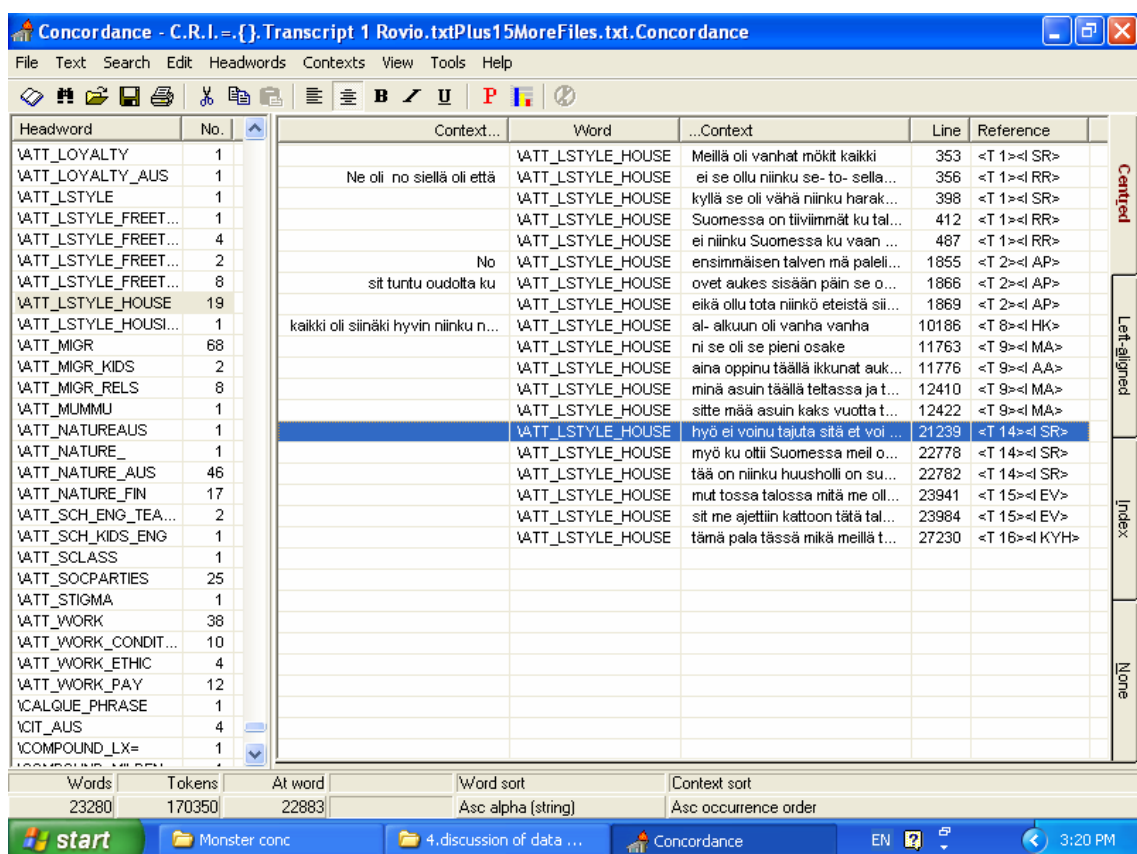 Concordance - C.R.I.=.{}.Transcript 1 Rovio.txtPlus15MoreFiles.txt.Concordance
File Text Search Edit Headwords Contexts View Tools Help
B I U P
Headword No.
\ATT_LOYALTY 1
\ATT_LOYALTY_AUS 1
\ATT_LSTYLE 1
\ATT_LSTYLE_FREET... 1
\ATT_LSTYLE_FREET... 4
\ATT_LSTYLE_FREET... 2
\ATT_LSTYLE_FREET... 8
\ATT_LSTYLE_HOUSE 19
\ATT_LSTYLE_HOUSI... 1
\ATT_MIGR 68
\ATT_MIGR_KIDS 2
\ATT_MIGR_RELS 8
\ATT_MUMMU 1
\ATT_NATUREAUS 1
\ATT_NATURE_ 1
\ATT_NATURE_AUS 46
\ATT_NATURE_FIN 17
\ATT_SCH_ENG_TEA... 2
\ATT_SCH_KIDS_ENG 1
\ATT_SCLASS 1
\ATT_SOCPARTIES 25
\ATT_STIGMA 1
\ATT_WORK 38
\ATT_WORK_CONDIT... 10
\ATT_WORK_ETHIC 4
\ATT_WORK_PAY 12
\CALQUE_PHRASE 1
\CIT_AUS 4
\COMPOUND_LX= 1
Context... Word ...Context Line Reference
\ATT_LSTYLE_HOUSE Meillä oli vanhat mökit kaikki 353 <T 1><I SR>
Ne oli no siellä oli että \ATT_LSTYLE_HOUSE ei se ollu niinku se- to- sella... 356 <T 1><I RR>
\ATT_LSTYLE_HOUSE kyllä se oli vähä niinku harak... 398 <T 1><I SR>
\ATT_LSTYLE_HOUSE Suomessa on tiiviimmät ku tal... 412 <T 1><I RR>
\ATT_LSTYLE_HOUSE ei niinku Suomessa ku vaan ... 487 <T 1><I RR>
No \ATT_LSTYLE_HOUSE ensimmäisen talven mä paleli... 1855 <T 2><I AP>
sit tuntu oudolta ku \ATT_LSTYLE_HOUSE ovet aukes sisään päin se o... 1866 <T 2><I AP>
\ATT_LSTYLE_HOUSE eikä ollu tota niinkö eteistä sii... 1869 <T 2><I AP>
kaikki oli siinäki hyvin niinku n... \ATT_LSTYLE_HOUSE al- alkuun oli vanha vanha 10186 <T 8><I HK>
\ATT_LSTYLE_HOUSE ni se oli se pieni osake 11763 <T 9><I MA>
\ATT_LSTYLE_HOUSE aina oppinu täällä ikkunat auk... 11776 <T 9><I AA>
\ATT_LSTYLE_HOUSE minä asuin täällä teltassa ja t... 12410 <T 9><I MA>
\ATT_LSTYLE_HOUSE sitte mää asuin kaks vuotta t... 12422 <T 9><I MA>
\ATT_LSTYLE_HOUSE hyö ei voinu tajuta sitä et voi ... 21239 <T 14><I SR>
\ATT_LSTYLE_HOUSE myö ku oltii Suomessa meil o... 22778 <T 14><I SR>
\ATT_LSTYLE_HOUSE tää on niinku huusholli on su... 22782 <T 14><I SR>
\ATT_LSTYLE_HOUSE mut tossa talossa mitä me oll... 23941 <T 15><I EV>
\ATT_LSTYLE_HOUSE sit me ajettiin kattoon tätä tal... 23984 <T 15><I EV>
\ATT_LSTYLE_HOUSE tämä pala tässä mikä meillä t... 27230 <T 16><I KYH>
Centred
Left-aligned
Index
None
Words Tokens At word Word sort Context sort
23280 170350 22883 Asc alpha (string) Asc occurrence order
start Monster conc 4.discussion of data ... Concordance EN 3:20 PM